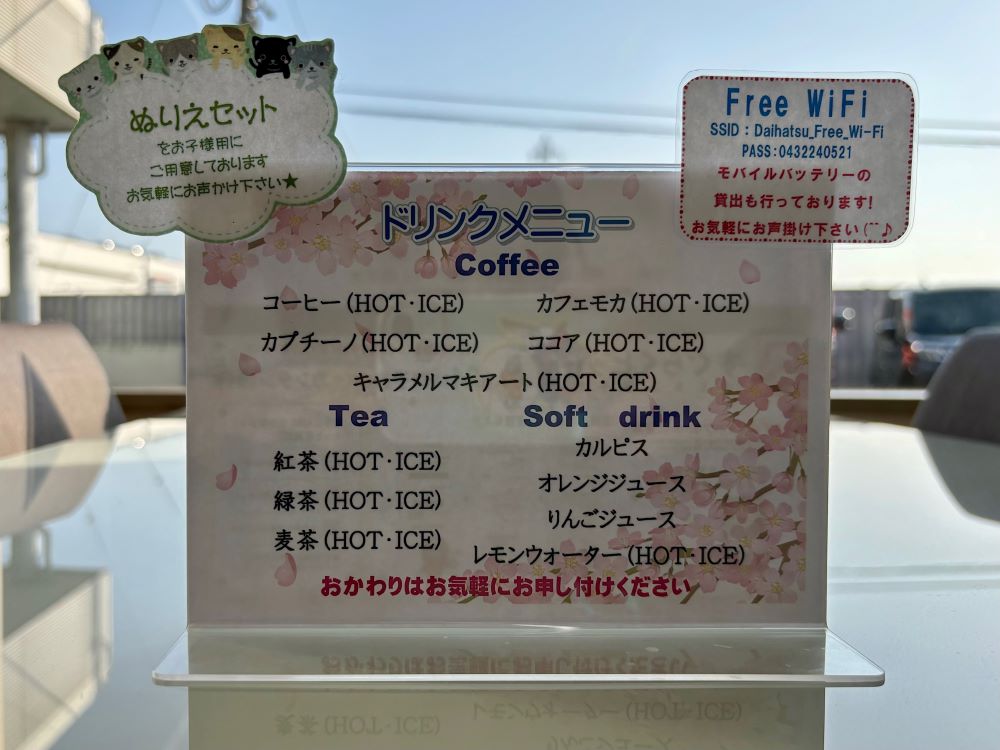 ぬりえセット
をお子様用に
ご用意しております
お気軽にお声かけ下さい★
Free WiFi
SSID：Daihatsu_Free_Wi-Fi
PASS:0432240521
モバイルバッテリーの
貸出も行っております!
お気軽にお声掛け下さい(^^♪
ドリンクメニュー
Coffee
コーヒー(HOT･ICE)
カフェモカ(HOT･ICE)
カプチーノ(HOT･ICE)
ココア(HOT･ICE)
キャラメルマキアート(HOT･ICE)
Tea
紅茶(HOT･ICE)
緑茶(HOT･ICE)
麦茶(HOT･ICE)
Soft drink
カルピス
オレンジジュース
りんごジュース
レモンウォーター(HOT･ICE)
おかわりはお気軽にお申し付けください